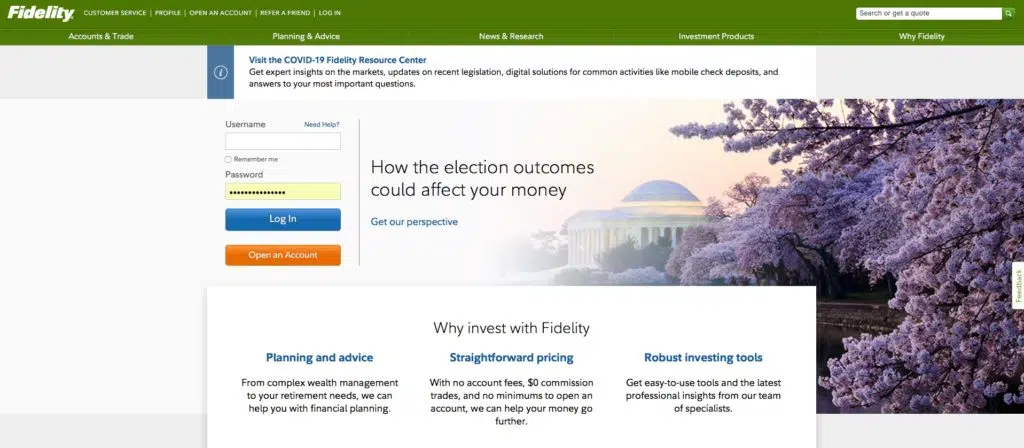 Fidelity
CUSTOMER SERVICE | PROFILE | OPEN AN ACCOUNT | REFER A FRIEND | LOG IN
Search or get a quote
Accounts & Trade
Planning & Advice
News & Research
Investment Products
Why Fidelity
i
Visit the COVID-19 Fidelity Resource Center
Get expert insights on the markets, updates on recent legislation, digital solutions for common activities like mobile check deposits, and
answers to your most important questions.
Username
Need Help?
Remember me
Password
•••••••••••••••
Log In
Open an Account
How the election outcomes
could affect your money
Get our perspective
Feedback
Why invest with Fidelity
Planning and advice
From complex wealth management
to your retirement needs, we can
help you with financial planning.
Straightforward pricing
With no account fees, $0 commission
trades, and no minimums to open an
account, we can help your money go
further.
Robust investing tools
Get easy-to-use tools and the latest
professional insights from our team
of specialists.